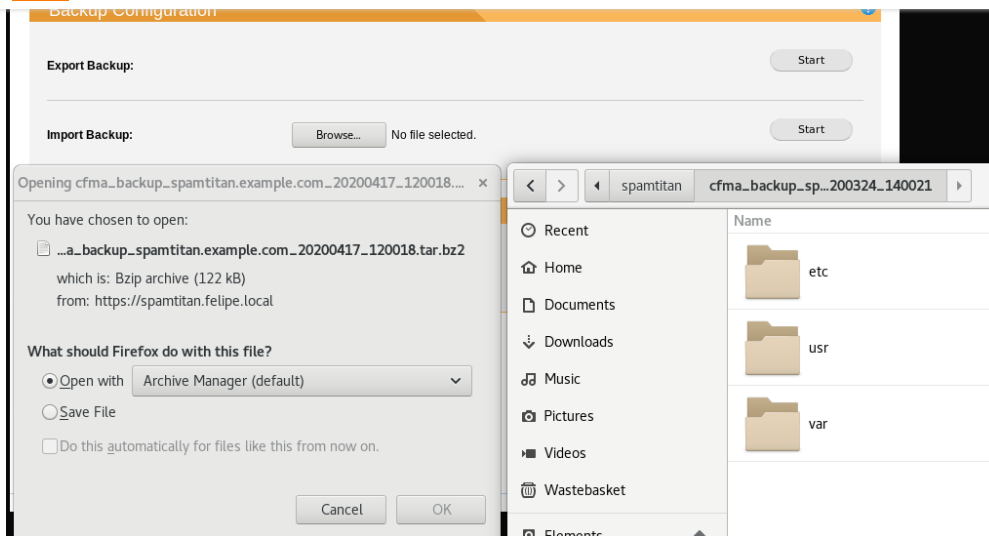 Backup Configuration
Export Backup:
Start
Import Backup:
Browse...
No file selected.
Start
Opening cfma_backup_spamtitan.example.com_20200417_120018....
You have chosen to open:
...a_backup_spamtitan.example.com_20200417_120018.tar.bz2
which is: Bzip archive (122 kB)
from: https://spamtitan.felipe.local
What should Firefox do with this file?
Open with
Archive Manager (default)
Save File
Do this automatically for files like this from now on.
Cancel
OK
spamtitan
cfma_backup_sp...200324_140021
Recent
Home
Documents
Downloads
Music
Pictures
Videos
Wastebasket
Elements
Name
etc
usr
var